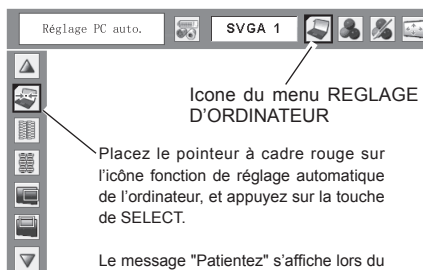 Réglage PC auto.
SVGA 1
Icone du menu REGLAGE
D'ORDINATEUR
Placez le pointeur à cadre rouge sur
l'icône fonction de réglage automatique
de l'ordinateur, et appuyez sur la touche
de SELECT.
Le message "Patientez" s'affiche lors du